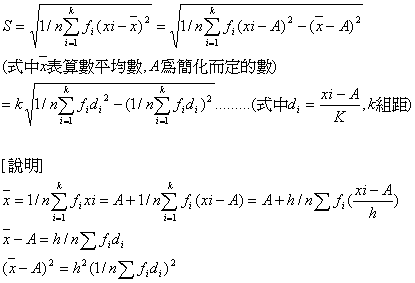 S = √(1/n∑_{i=1}^{k} f_i(xi − x̄)²) = √(1/n∑_{i=1}^{k} f_i(xi − A)² − (x̄ − A)²)
(式中x̄表算數平均數, A為簡化而定的數)
= k√(1/n∑_{i=1}^{k} f_i d_i² − (1/n∑_{i=1}^{k} f_i d_i)²).........(式中d_i = (xi − A)/K, k組距)
[說明]
x̄ = 1/n∑_{i=1}^{k} f_i xi = A + 1/n∑_{i=1}^{k} f_i(xi − A) = A + h/n∑ f_i((xi − A)/h)
x̄ − A = h/n∑ f_i d_i
(x̄ − A)² = h²(1/n∑ f_i d_i)²